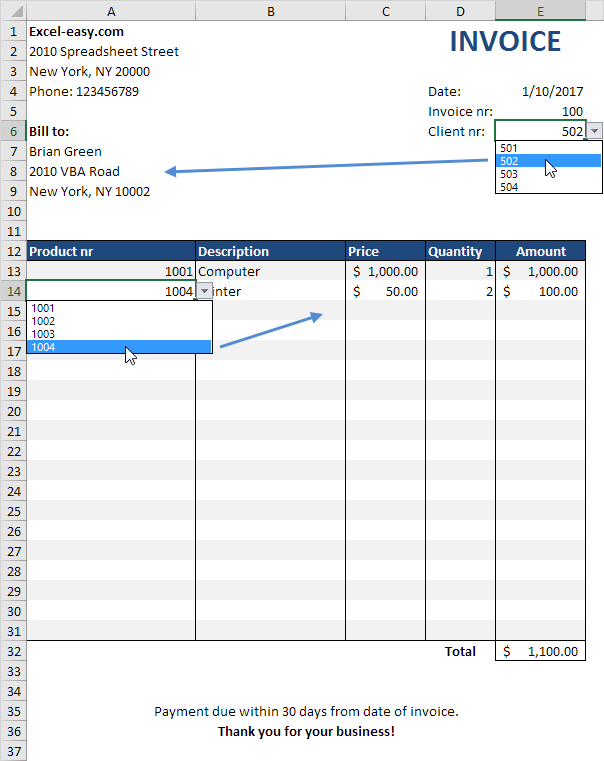 A B C D E
1 Excel-easy.com INVOICE
2 2010 Spreadsheet Street
3 New York, NY 20000
4 Phone: 123456789 Date: 1/10/2017
5 Invoice nr: 100
6 Bill to: Client nr: 502
7 Brian Green 501
8 2010 VBA Road 502
9 New York, NY 10002 503
504
10
11
12 Product nr Description Price Quantity Amount
13 1001 Computer $ 1,000.00 1 $ 1,000.00
14 1004 inter $ 50.00 2 $ 100.00
15 1001
16 1002
1003
17 1004
18
19
20
21
22
23
24
25
26
27
28
29
30
31
32 Total $ 1,100.00
33
34
35 Payment due within 30 days from date of invoice.
36 Thank you for your business!
37